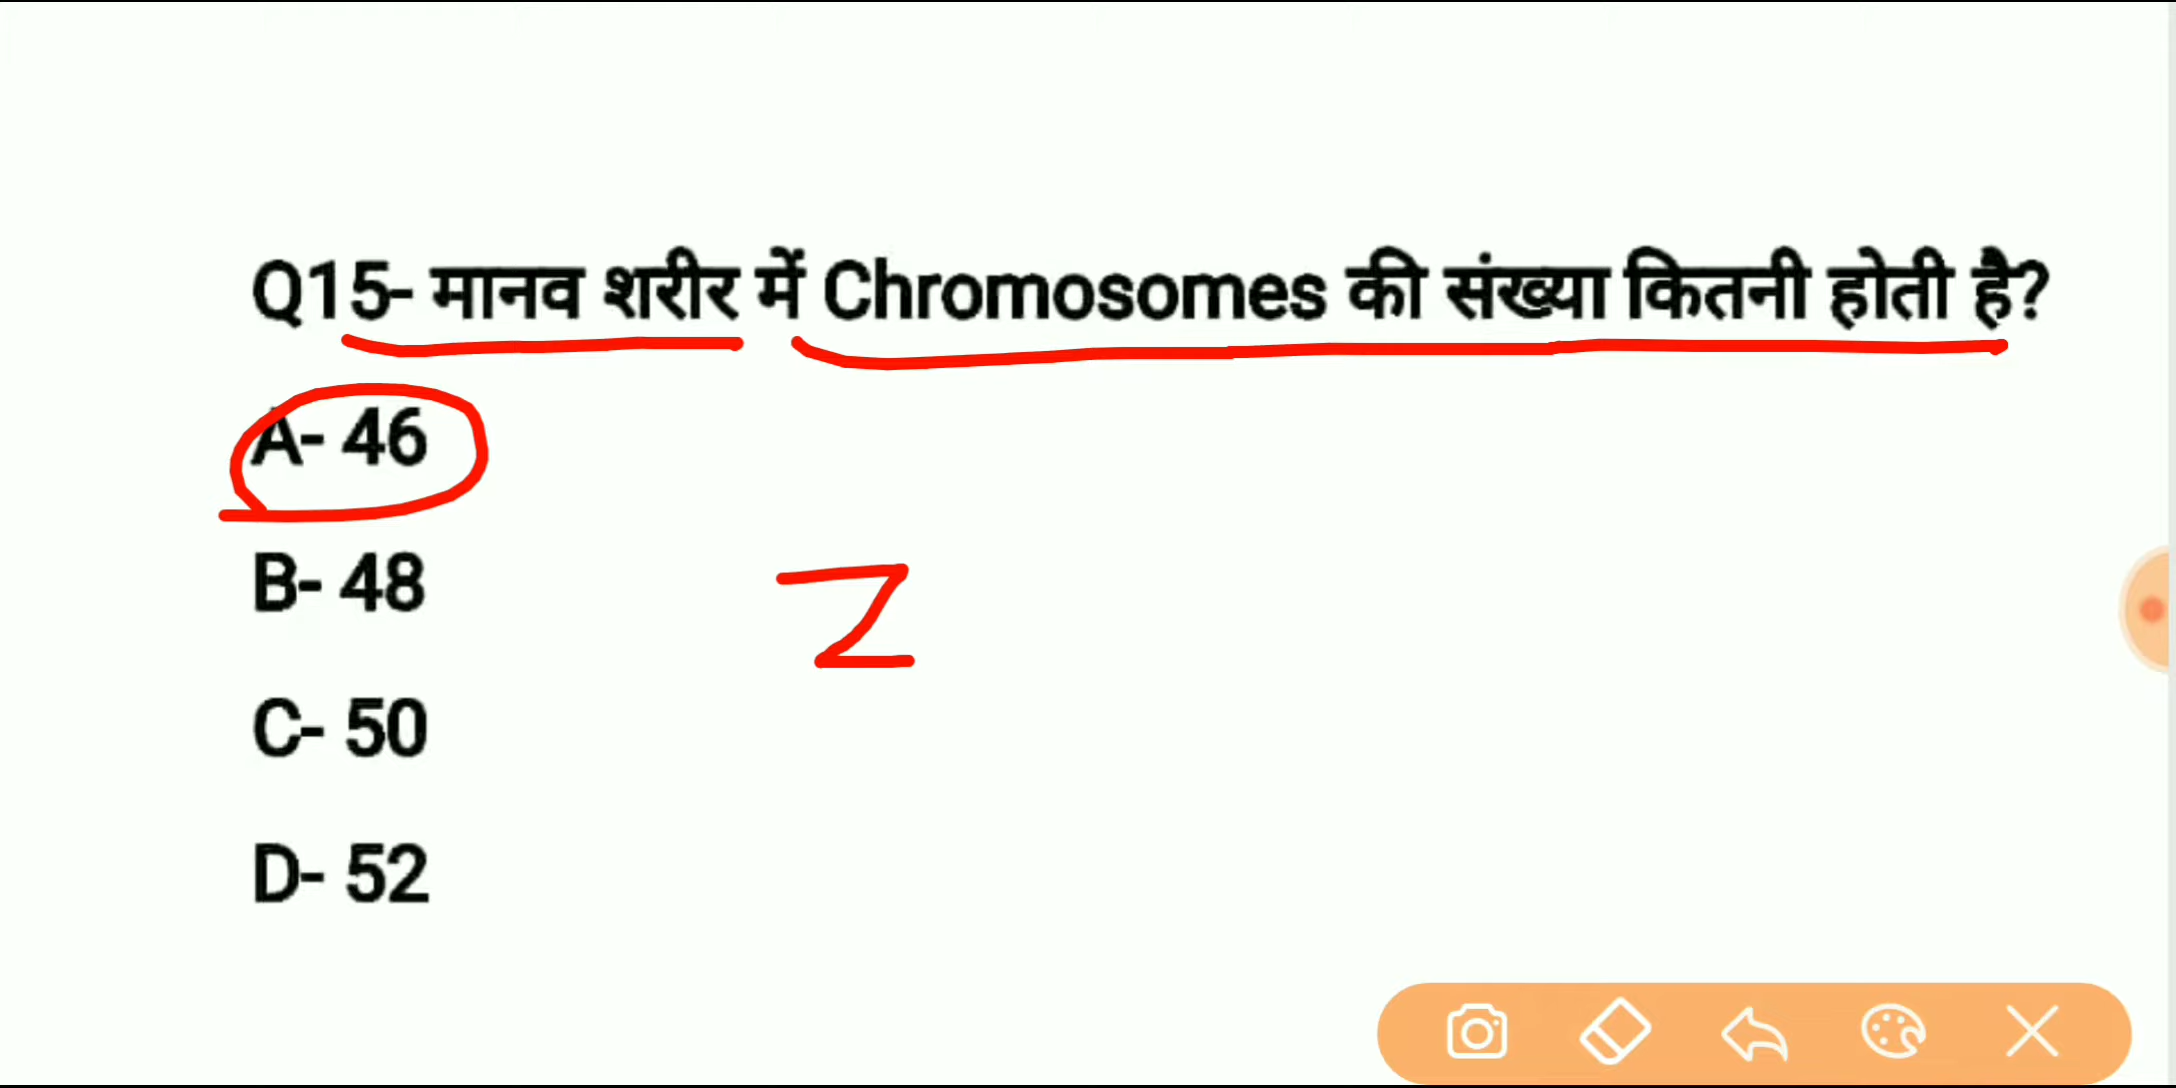 Q15- मानव शरीर में Chromosomes की संख्या कितनी होती है?
A- 46
B- 48
Z
C- 50
D- 52